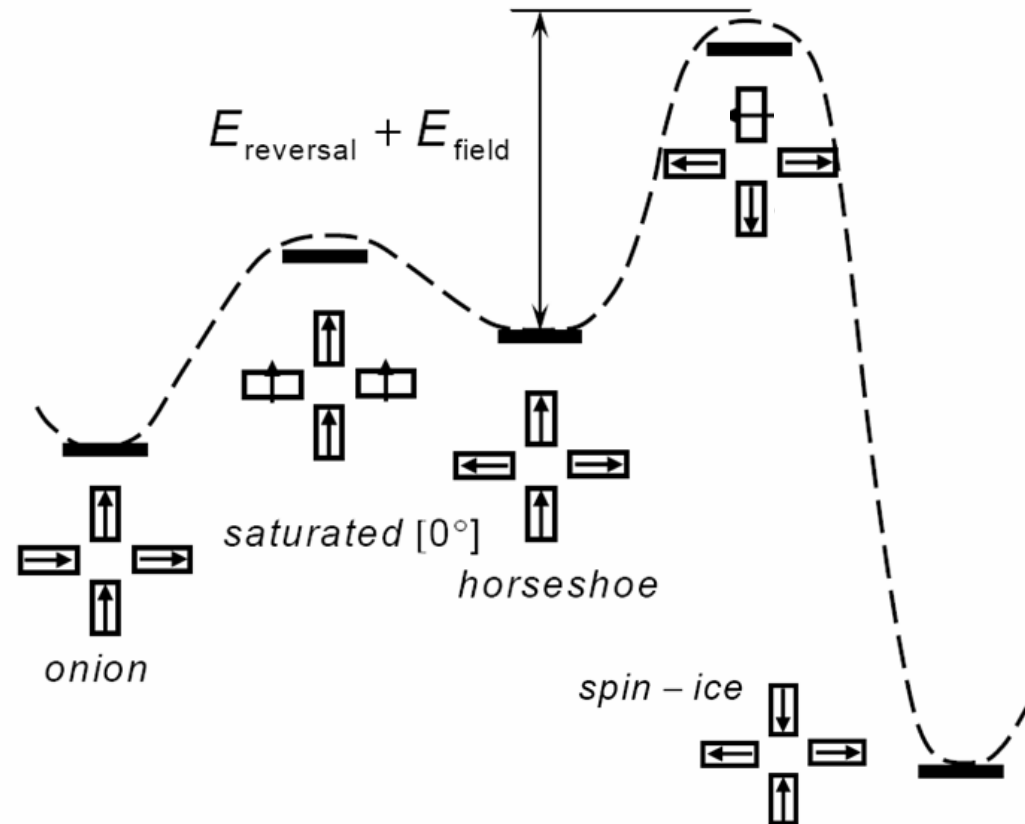 E_reversal + E_field
saturated [0°]
horseshoe
onion
spin – ice